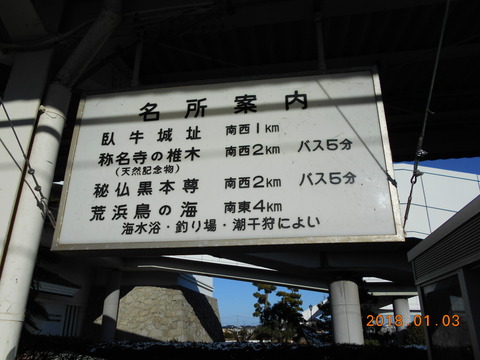 名所案内
臥牛城址 南西1km
称名寺の椎木 南西2km バス5分
(天然記念物)
秘仏黒本尊 南西2km バス5分
荒浜鳥の海 南東4km
海水浴・釣り場・潮干狩によい
2018.01.03